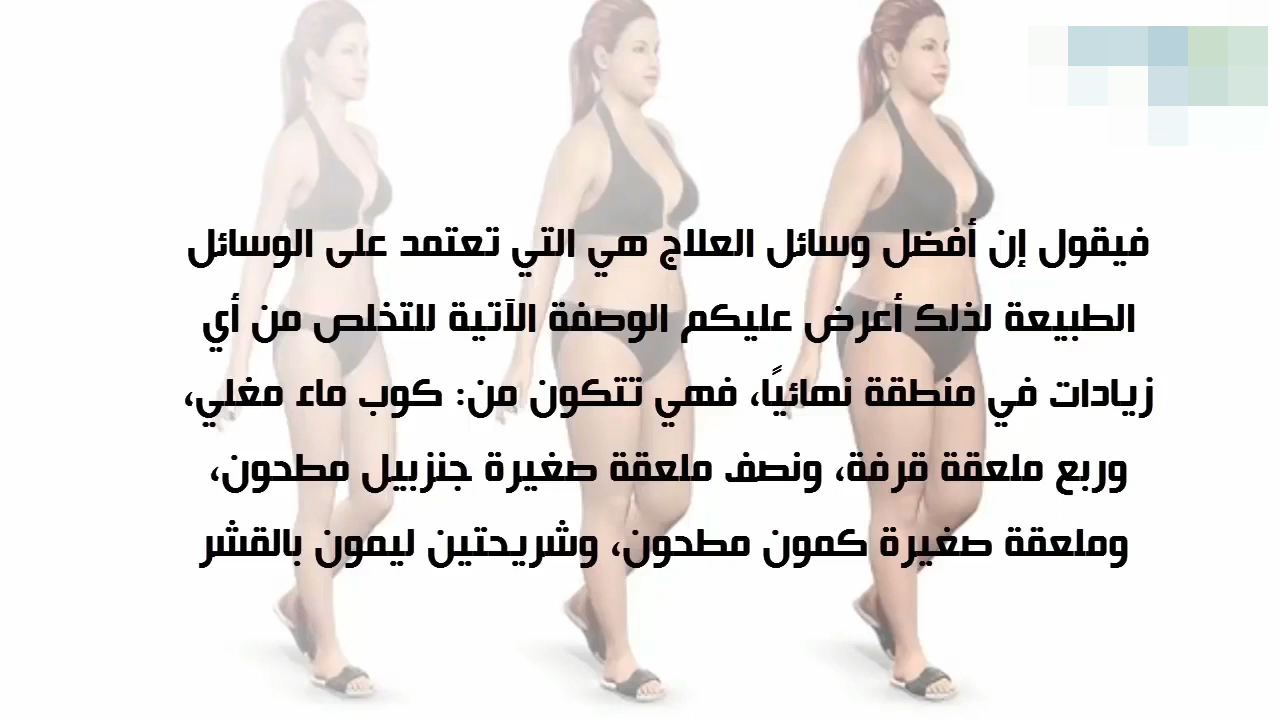 فيقول إن أفضل وسائل العلاج هي التي تعتمد على الوسائل
الطبيعة لذلك أعرض عليكم الوصفة الآتية للتخلص من أي
زيادات في منطقة نهائيًا، فهي تتكون من: كوب ماء مغلي،
وربع ملعقة قرفة، ونصف ملعقة صغيرة جنزبيل مطحون،
وملعقة صغيرة كمون مطحون، وشريحتين ليمون بالقشر